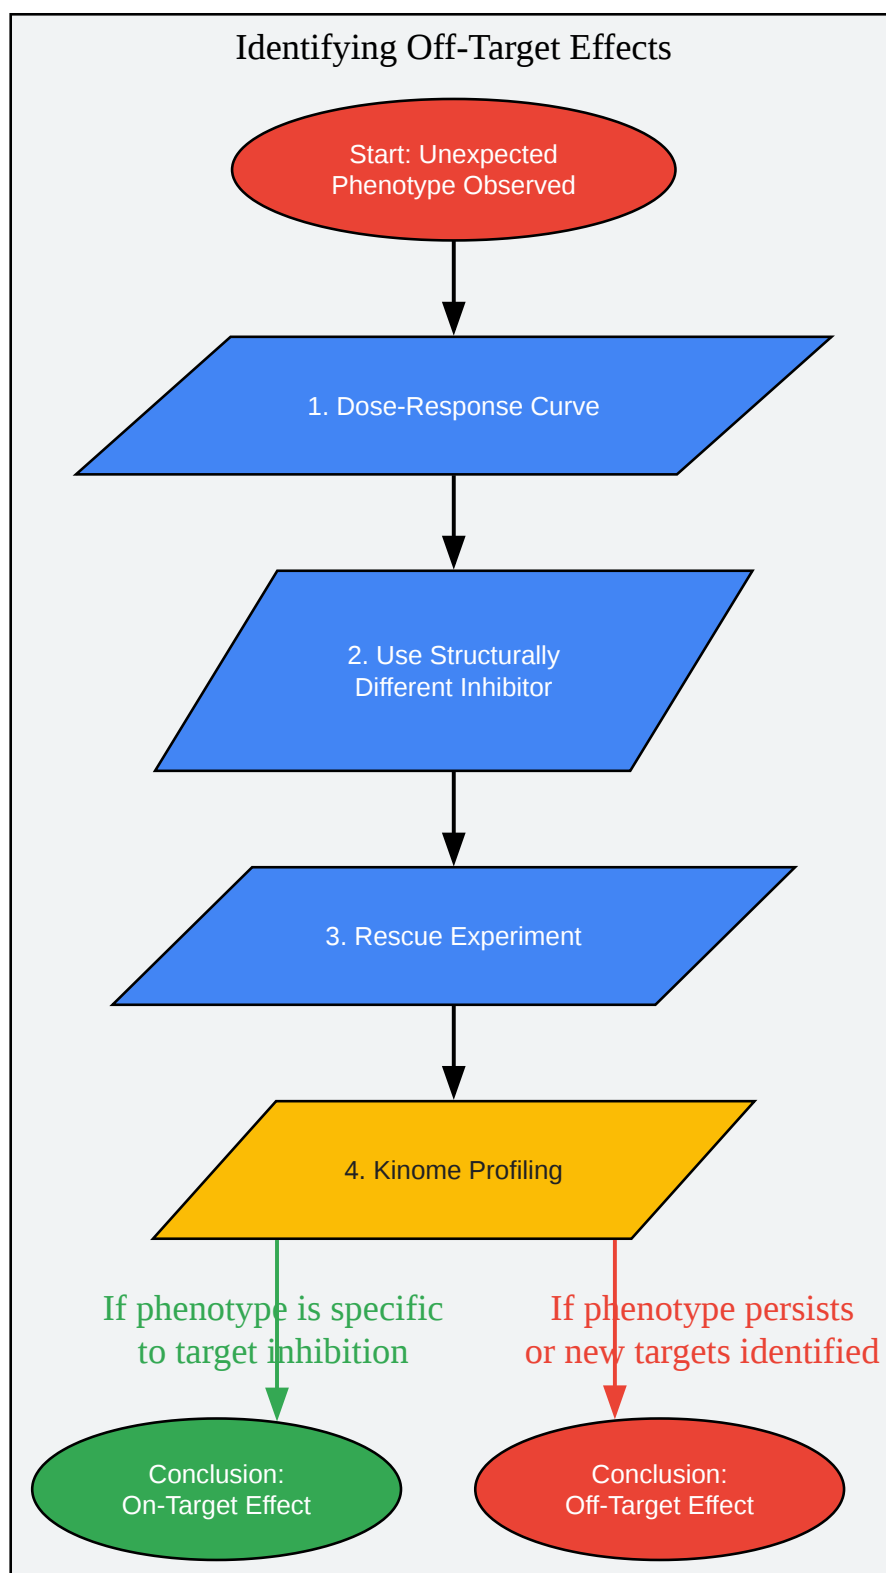 Identifying Off-Target Effects
Start: Unexpected
Phenotype Observed
1. Dose-Response Curve
2. Use Structurally
Different Inhibitor
3. Rescue Experiment
4. Kinome Profiling
If phenotype is specific
to target inhibition
If phenotype persists
or new targets identified
Conclusion:
On-Target Effect
Conclusion:
Off-Target Effect